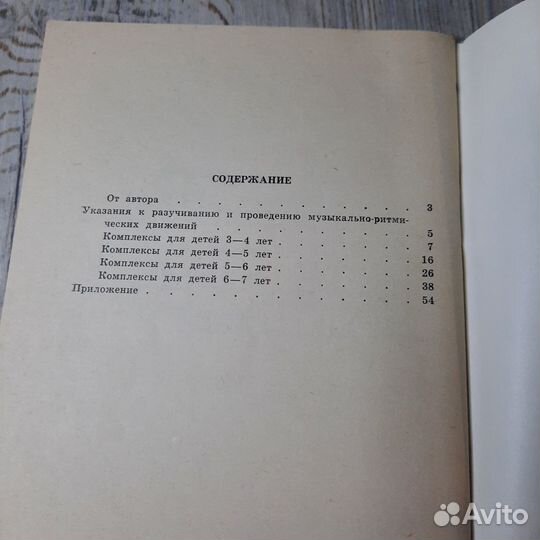 СОДЕРЖАНИЕ
От автора . . . . . . . . . . . . 3
Указания к разучиванию и проведению музыкально-ритми-
ческих движений . . . . . . . . . . 5
Комплексы для детей 3—4 лет . . . . . . . 7
Комплексы для детей 4—5 лет . . . . . . . 16
Комплексы для детей 5—6 лет . . . . . . . 26
Комплексы для детей 6—7 лет . . . . . . . 38
Приложение . . . . . . . . . . . . . 54
Avito